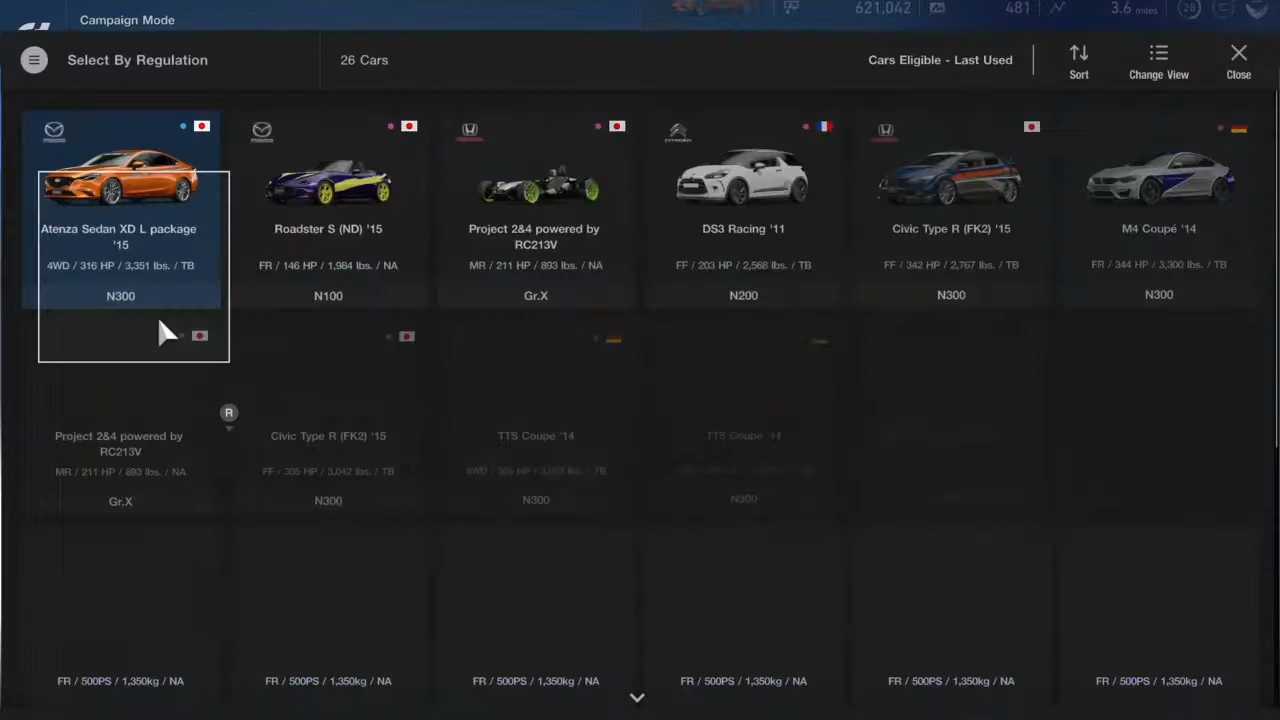 Campaign Mode
621,042
481
3.6 miles
28
Select By Regulation
26 Cars
Cars Eligible - Last Used
Sort
Change View
Close
Atenza Sedan XD L package
'15
4WD / 316 HP / 3,351 lbs. / TB
N300
Roadster S (ND) '15
FR / 146 HP / 1,984 lbs. / NA
N100
Project 2&4 powered by
RC213V
MR / 211 HP / 893 lbs. / NA
Gr.X
DS3 Racing '11
FF / 203 HP / 2,568 lbs. / TB
N200
Civic Type R (FK2) '15
FF / 342 HP / 2,767 lbs. / TB
N300
M4 Coupé '14
FR / 344 HP / 3,300 lbs. / TB
N300
R
Project 2&4 powered by
RC213V
MR / 211 HP / 893 lbs. / NA
Gr.X
Civic Type R (FK2) '15
FF / 305 HP / 3,042 lbs. / TB
N300
TTS Coupé '14
N300
TTS Coupé '14
N300
FR / 500PS / 1,350kg / NA
FR / 500PS / 1,350kg / NA
FR / 500PS / 1,350kg / NA
FR / 500PS / 1,350kg / NA
FR / 500PS / 1,350kg / NA
FR / 500PS / 1,350kg / NA